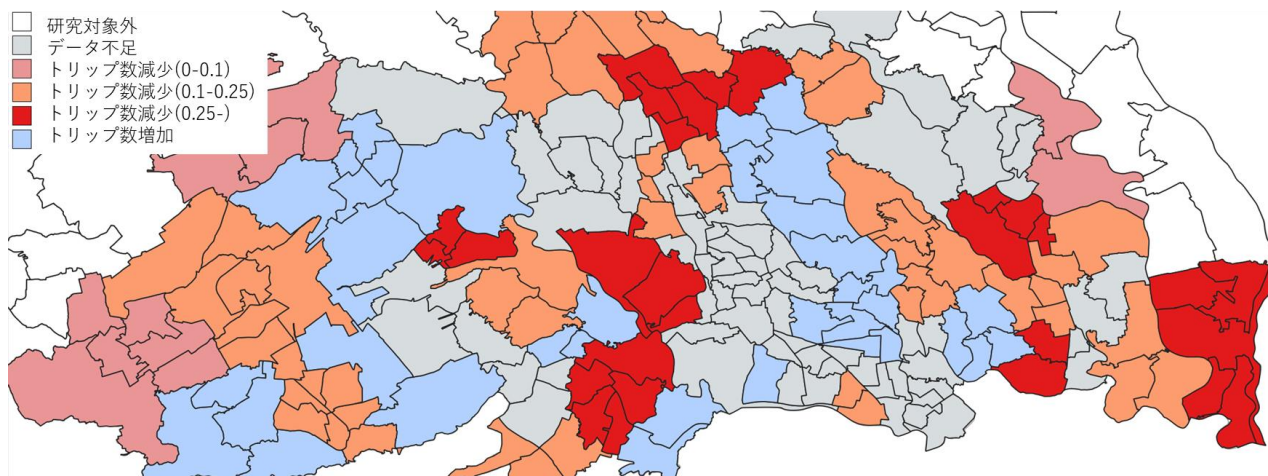 研究対象外
データ不足
トリップ数減少(0-0.1)
トリップ数減少(0.1-0.25)
トリップ数減少(0.25-)
トリップ数増加